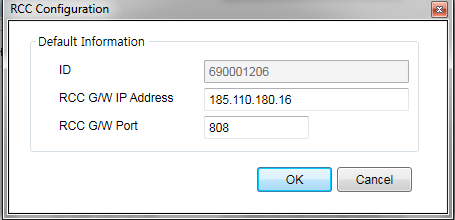 RCC Configuration
Default Information
ID 690001206
RCC G/W IP Address 185.110.180.16
RCC G/W Port 808
OK Cancel